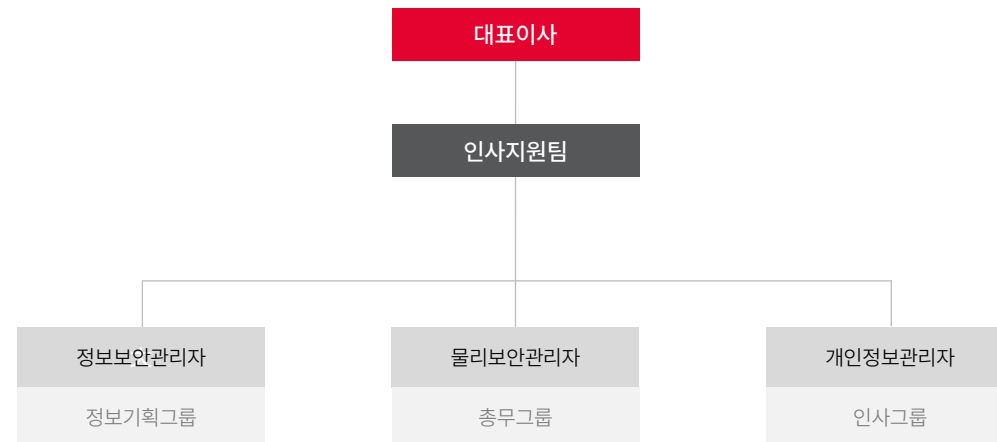 대표이사
인사지원팀
정보보안관리자
물리보안관리자
개인정보관리자
정보기획그룹
총무그룹
인사그룹